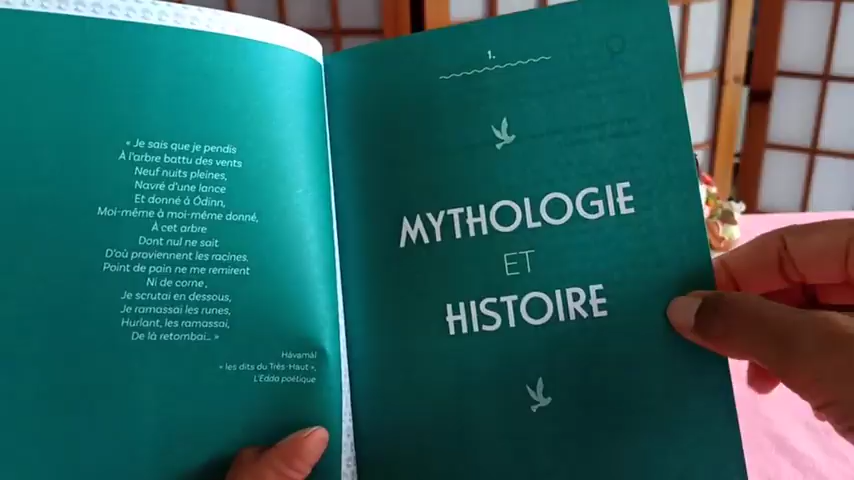 « Je sais que je pendis
À l'arbre battu des vents
Neuf nuits pleines,
Navré d'une lance
Et donné à Ódinn,
Moi-même à moi-même donné,
À cet arbre
Dont nul ne sait
D'où proviennent les racines.
Point de pain ne me remirent
Ni de corne,
Je scrutai en dessous,
Je ramassai les runes,
Hurlant, les ramassai,
De là retombai... »
Hávamál
« les dits du Très-Haut »,
L'Edda poétique
1.
MYTHOLOGIE
ET
HISTOIRE